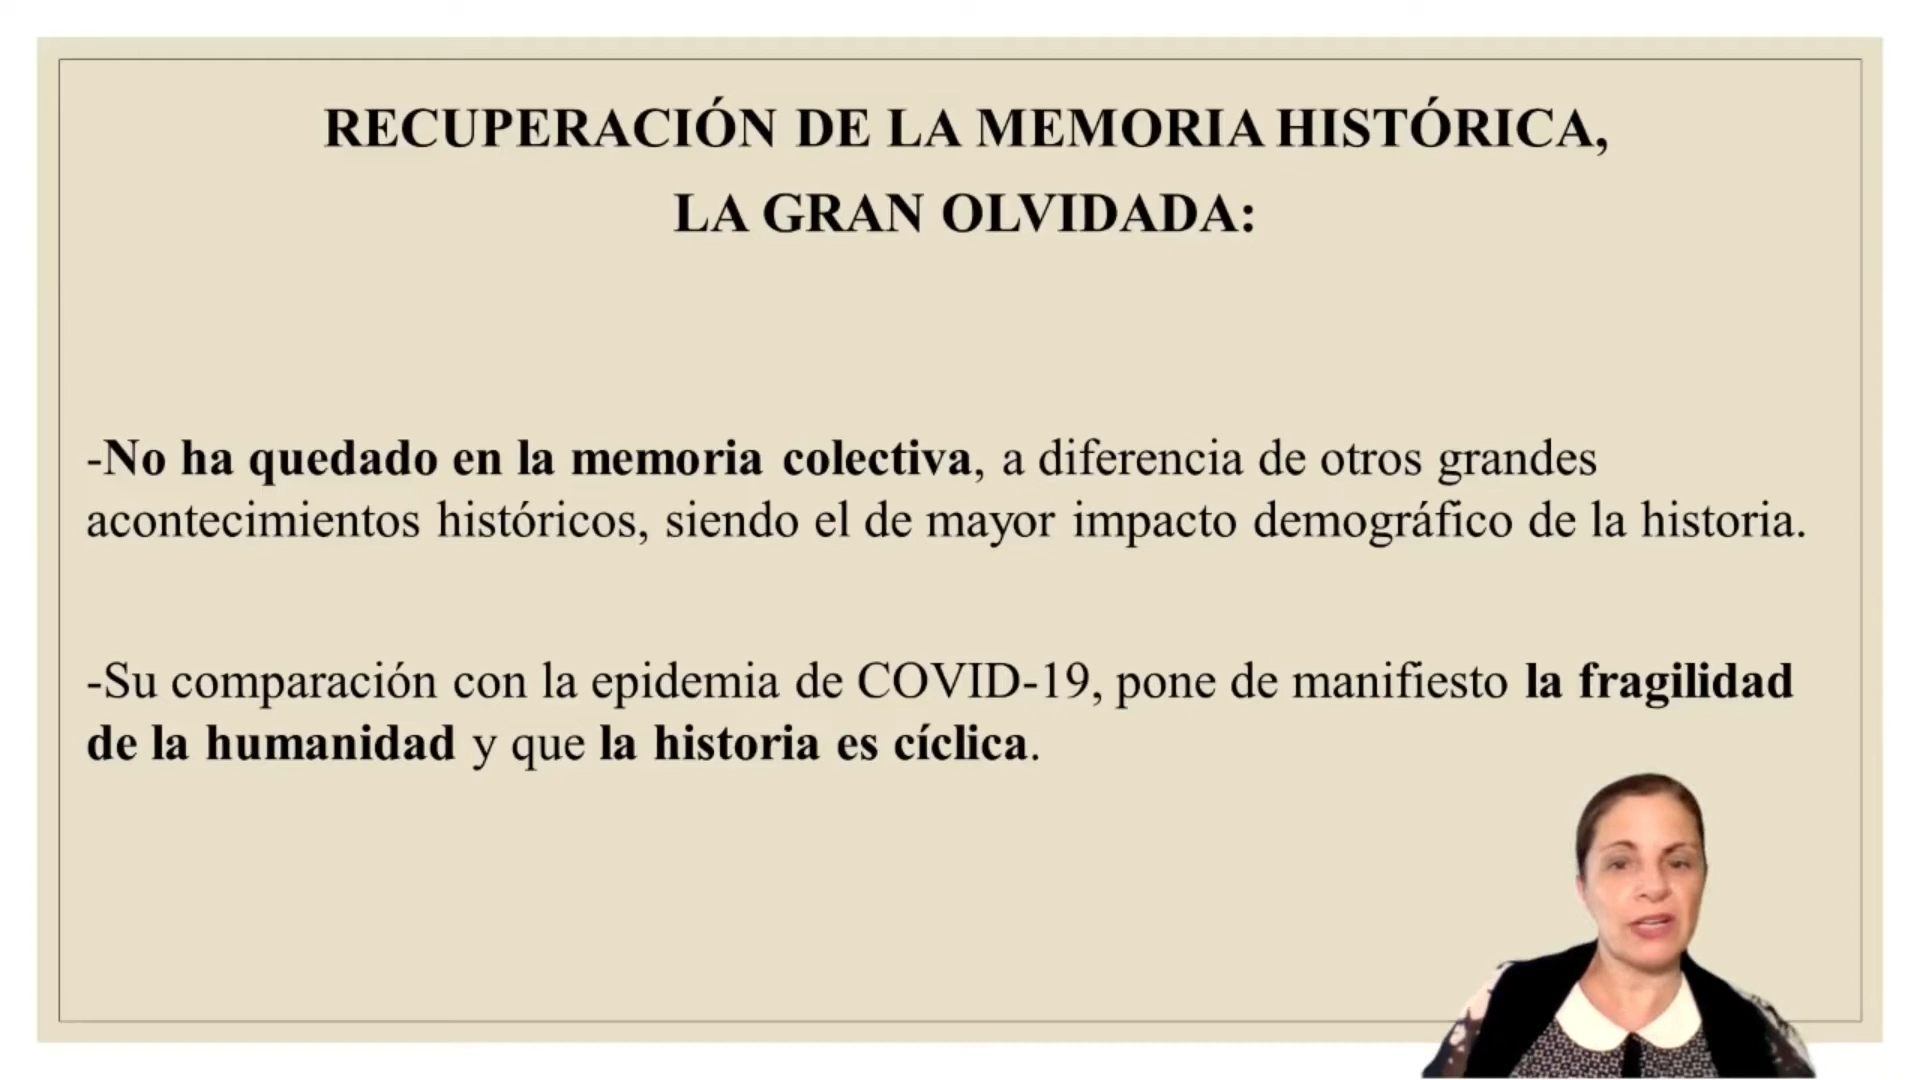 RECUPERACIÓN DE LA MEMORIA HISTÓRICA,
LA GRAN OLVIDADA:
-No ha quedado en la memoria colectiva, a diferencia de otros grandes
acontecimientos históricos, siendo el de mayor impacto demográfico de la historia.
-Su comparación con la epidemia de COVID-19, pone de manifiesto la fragilidad
de la humanidad y que la historia es cíclica.